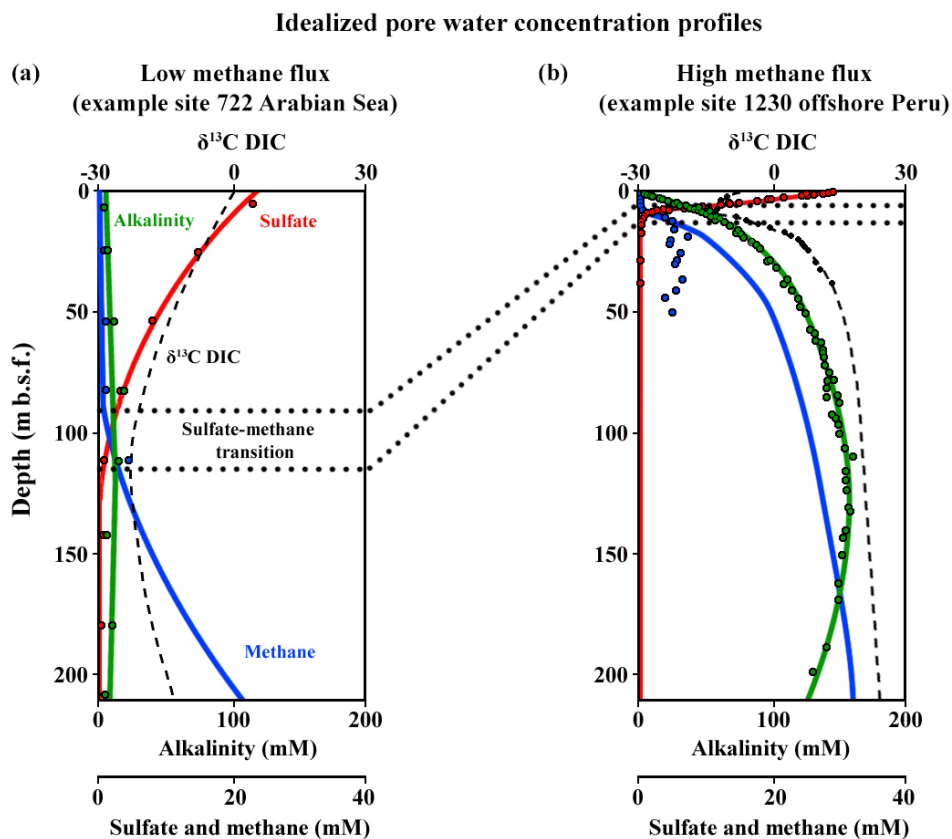 Idealized pore water concentration profiles
(a)
Low methane flux
(example site 722 Arabian Sea)
δ¹³C DIC
-30 0 30
0
50
100
150
200
Depth (m b.s.f.)
Alkalinity
Sulfate
δ¹³C DIC
Sulfate-methane
transition
Methane
0 100 200
Alkalinity (mM)
0 20 40
Sulfate and methane (mM)
(b)
High methane flux
(example site 1230 offshore Peru)
δ¹³C DIC
-30 0 30
0
50
100
150
200
0 100 200
Alkalinity (mM)
0 20 40
Sulfate and methane (mM)